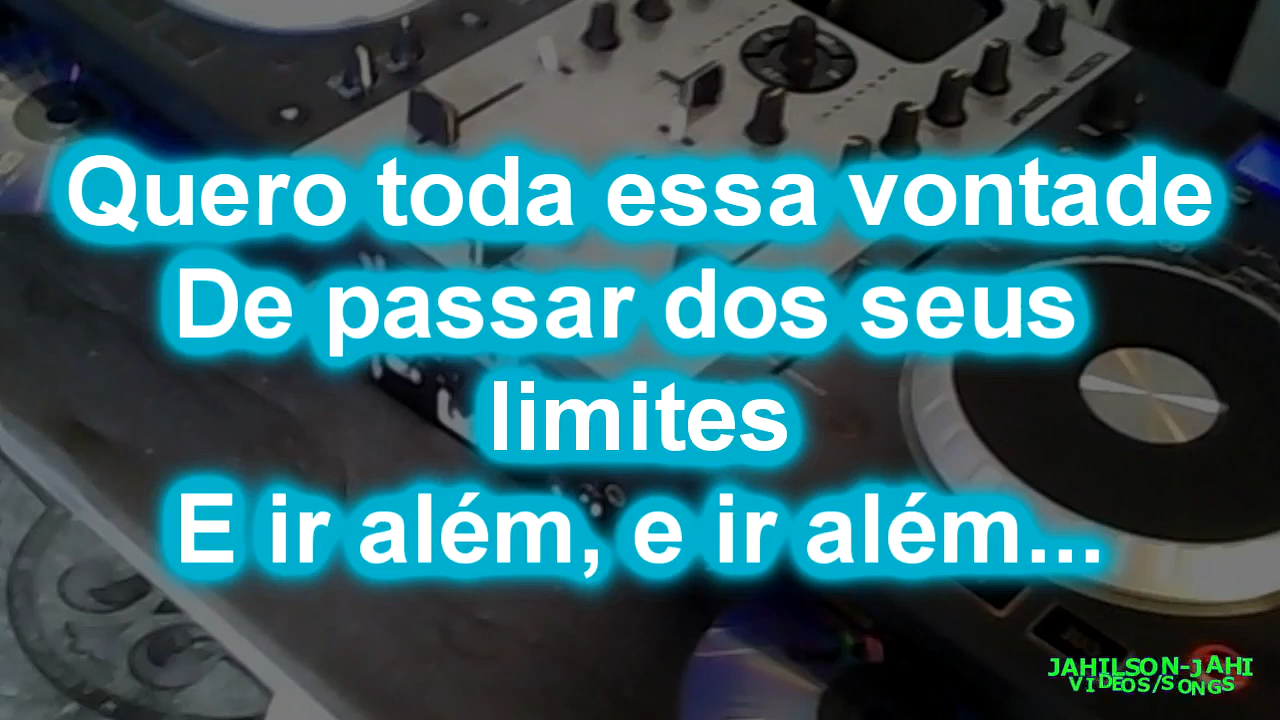 Quero toda essa vontade
De passar dos seus
limites
E ir além, e ir além...
JAHILSON-JAHI
VIDEOS/SONGS